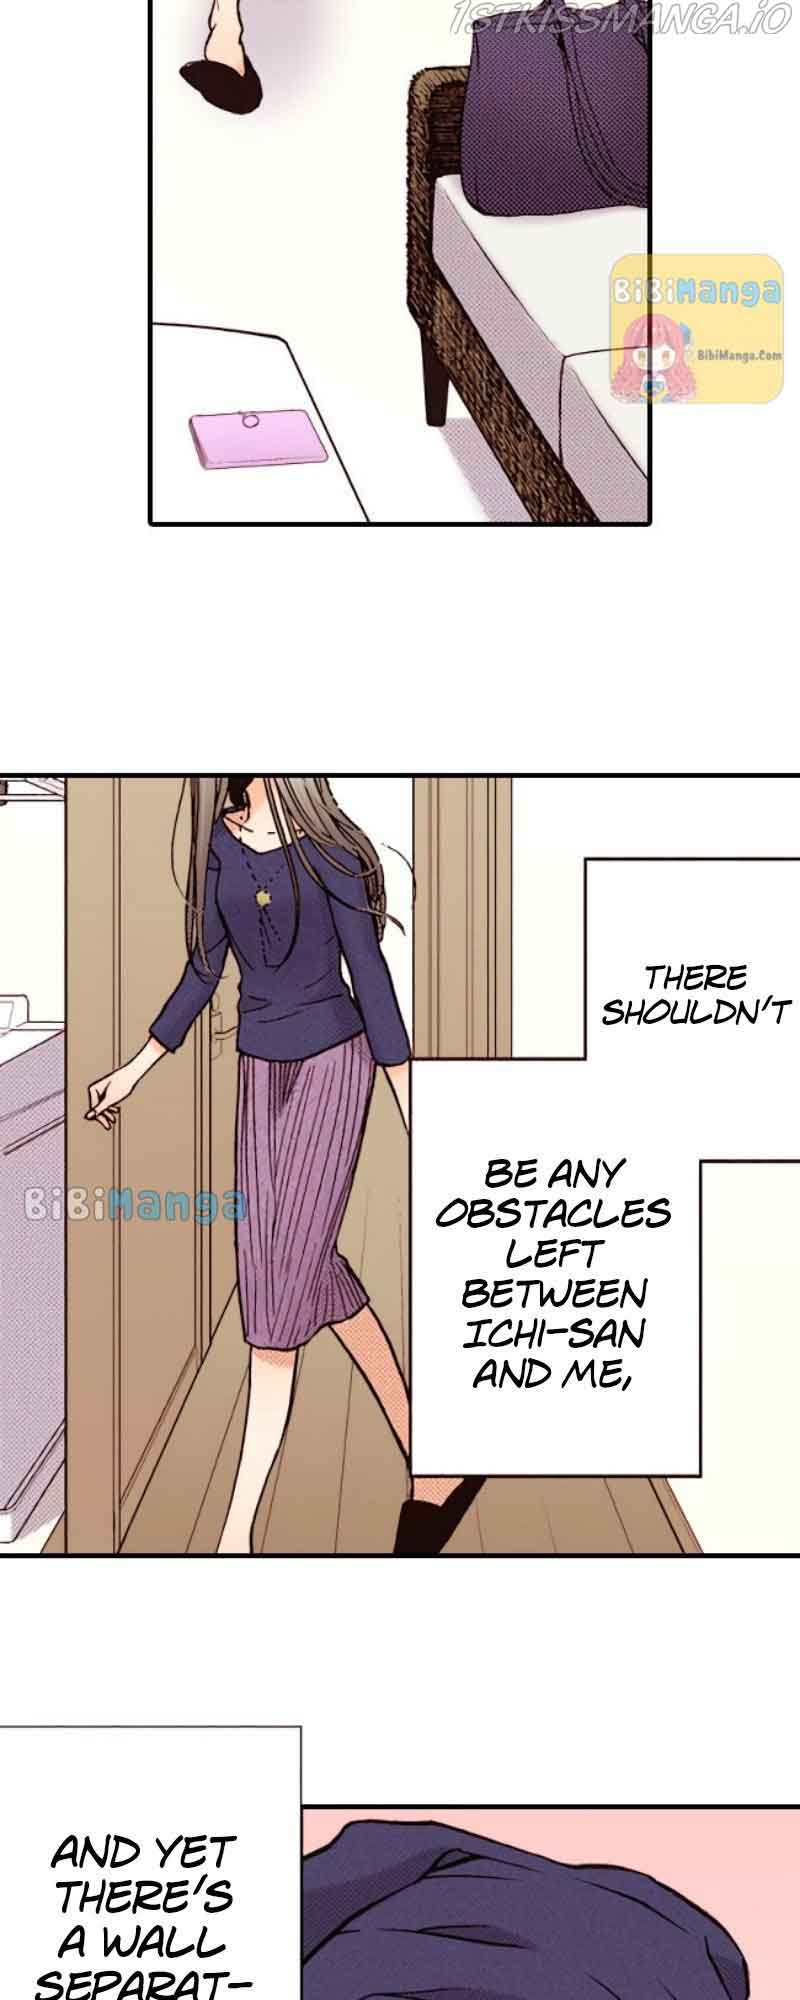 1STKISSMANGA.IO
BiBiManga
BibiManga.Com
THERE
SHOULDN'T
BE ANY
OBSTACLES
LEFT
BETWEEN
ICHI-SAN
AND ME,
BiBiManga
AND YET
THERE'S
A WALL
SEPARAT-